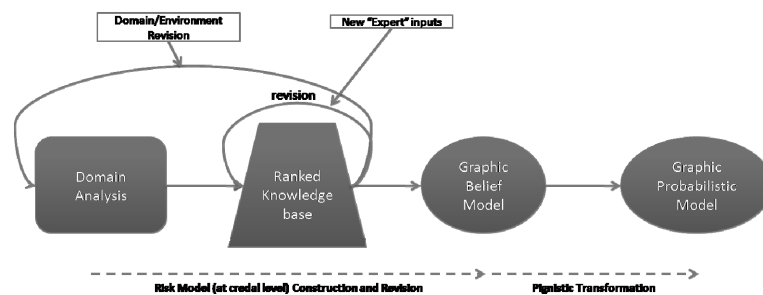 Domain/Environment
Revision
New "Expert" inputs
revision
Domain
Analysis
Ranked
Knowledge
base
Graphic
Belief
Model
Graphic
Probabilistic
Model
Risk Model (at credal level) Construction and Revision
Pignistic Transformation